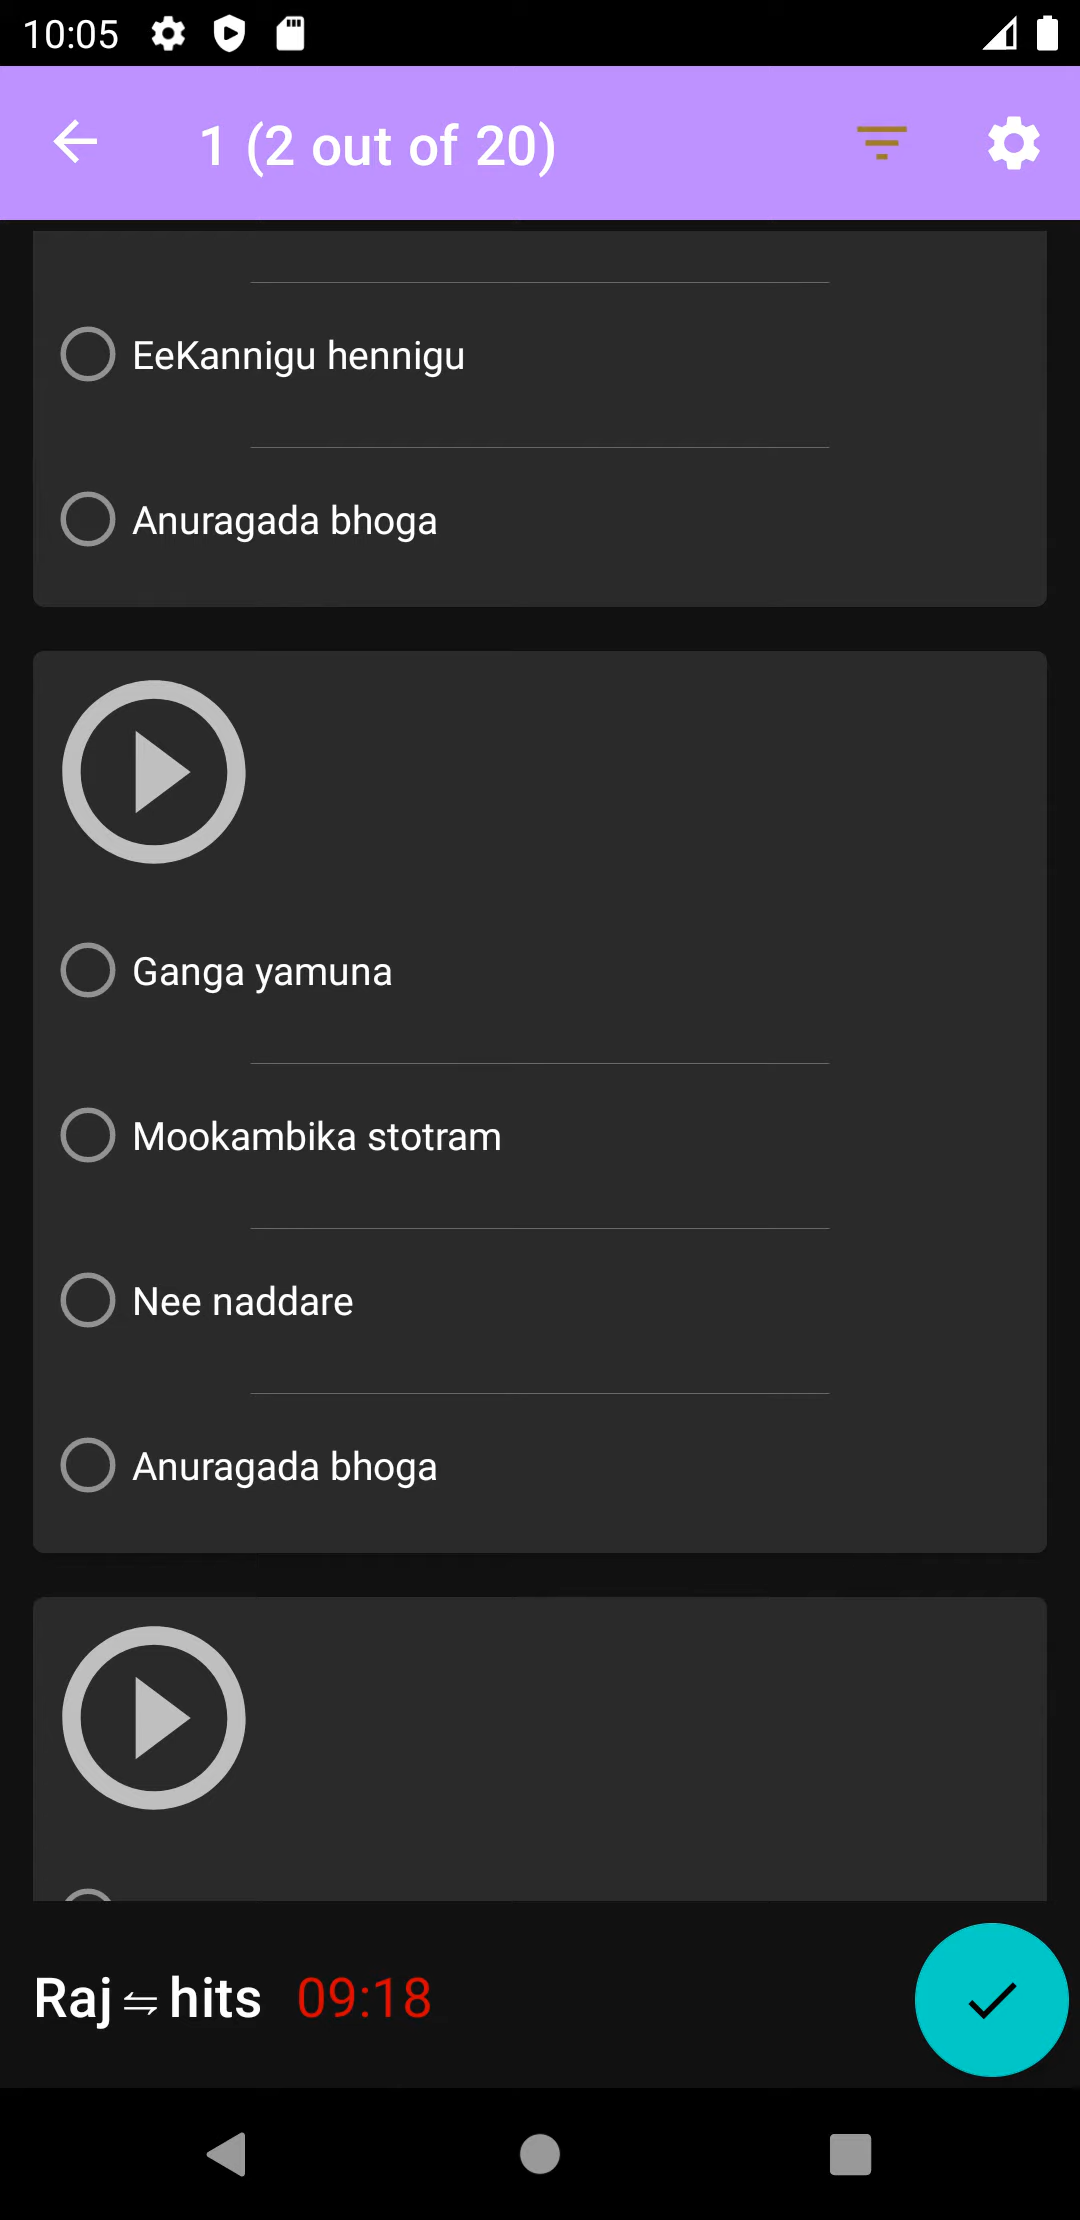 10:05
1 (2 out of 20)
EeKannigu hennigu
Anuragada bhoga
Ganga yamuna
Mookambika stotram
Nee naddare
Anuragada bhoga
Raj⇋hits 09:18